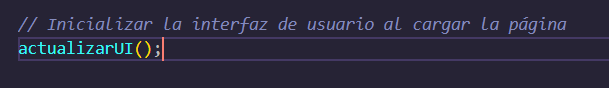 // Inicializar la interfaz de usuario al cargar la página
actualizarUI();